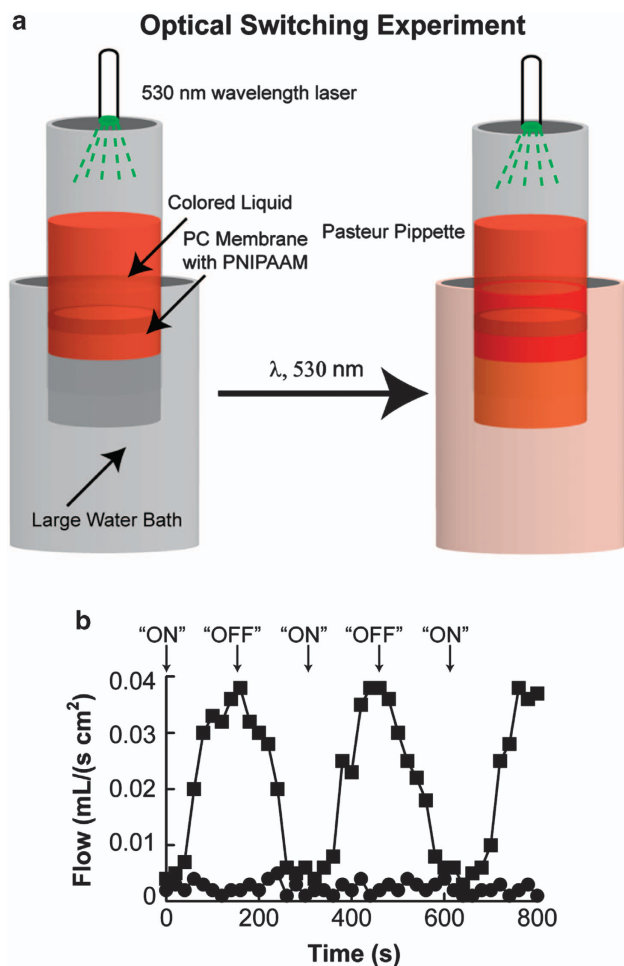 a
Optical Switching Experiment
530 nm wavelength laser
Colored Liquid
PC Membrane
with PNIPAAM
Pasteur Pippette
λ, 530 nm
Large Water Bath
b
"ON" "OFF" "ON" "OFF" "ON"
0.04
0.03
0.02
0.01
0
Flow (mL/(s cm²)
0 200 400 600 800
Time (s)